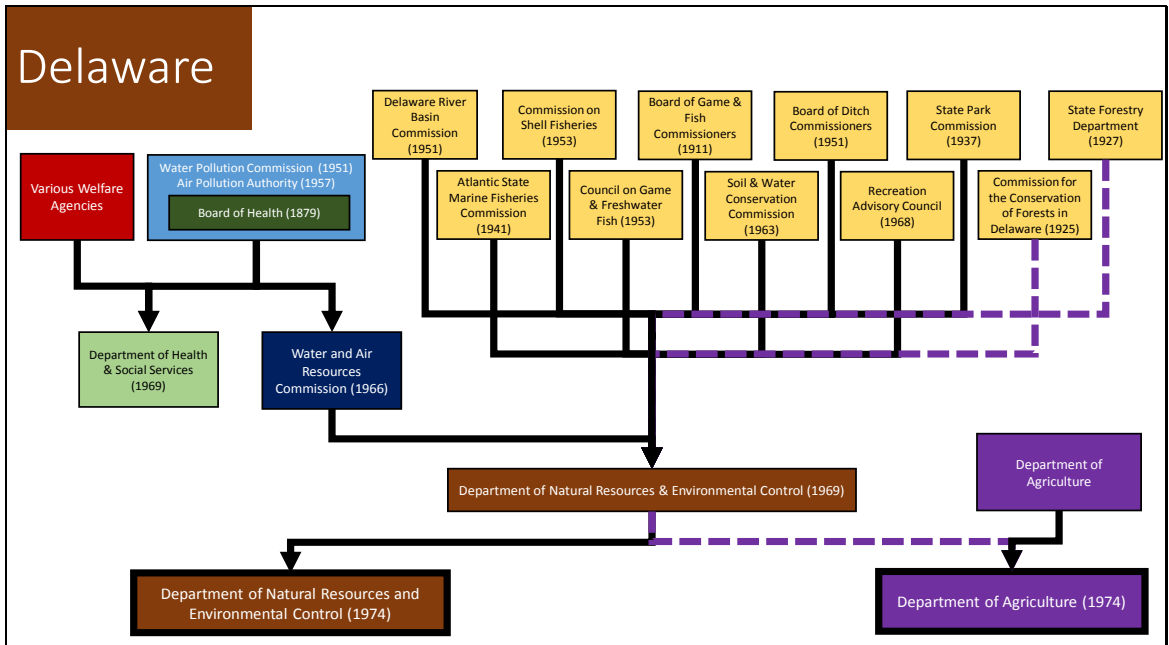 Delaware
Delaware River
Basin
Commission
(1951)
Commission on
Shell Fisheries
(1953)
Board of Game &
Fish
Commissioners
(1911)
Board of Ditch
Commissioners
(1951)
State Park
Commission
(1937)
State Forestry
Department
(1927)
Various Welfare
Agencies
Water Pollution Commission (1951)
Air Pollution Authority (1957)
Board of Health (1879)
Atlantic State
Marine Fisheries
Commission
(1941)
Council on Game
& Freshwater
Fish (1953)
Soil & Water
Conservation
Commission
(1963)
Recreation
Advisory Council
(1968)
Commission for
the Conservation
of Forests in
Delaware (1925)
Department of Health
& Social Services
(1969)
Water and Air
Resources
Commission (1966)
Department of Natural Resources & Environmental Control (1969)
Department of
Agriculture
Department of Natural Resources and
Environmental Control (1974)
Department of Agriculture (1974)